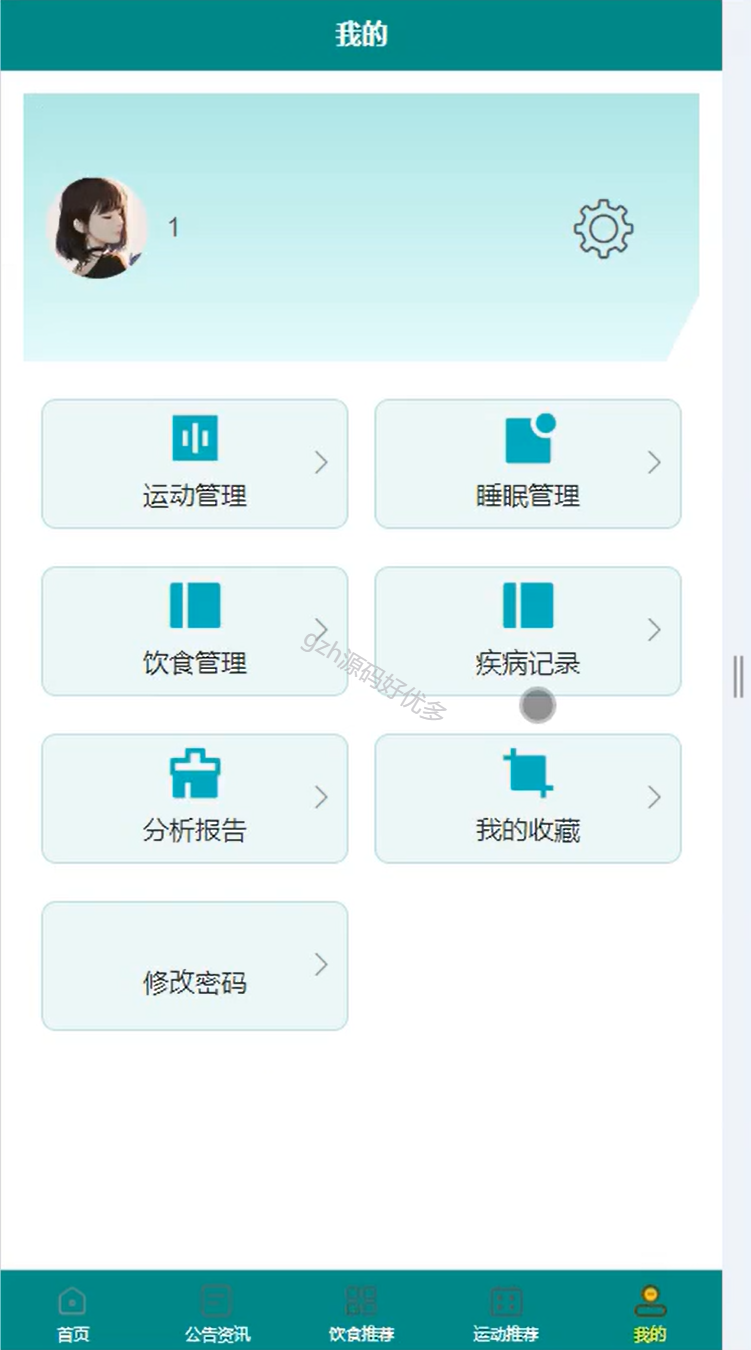 我的
1
运动管理
睡眠管理
饮食管理
疾病记录
gzh源码好优多
分析报告
我的收藏
修改密码
首页
公告资讯
饮食推荐
运动推荐
我的